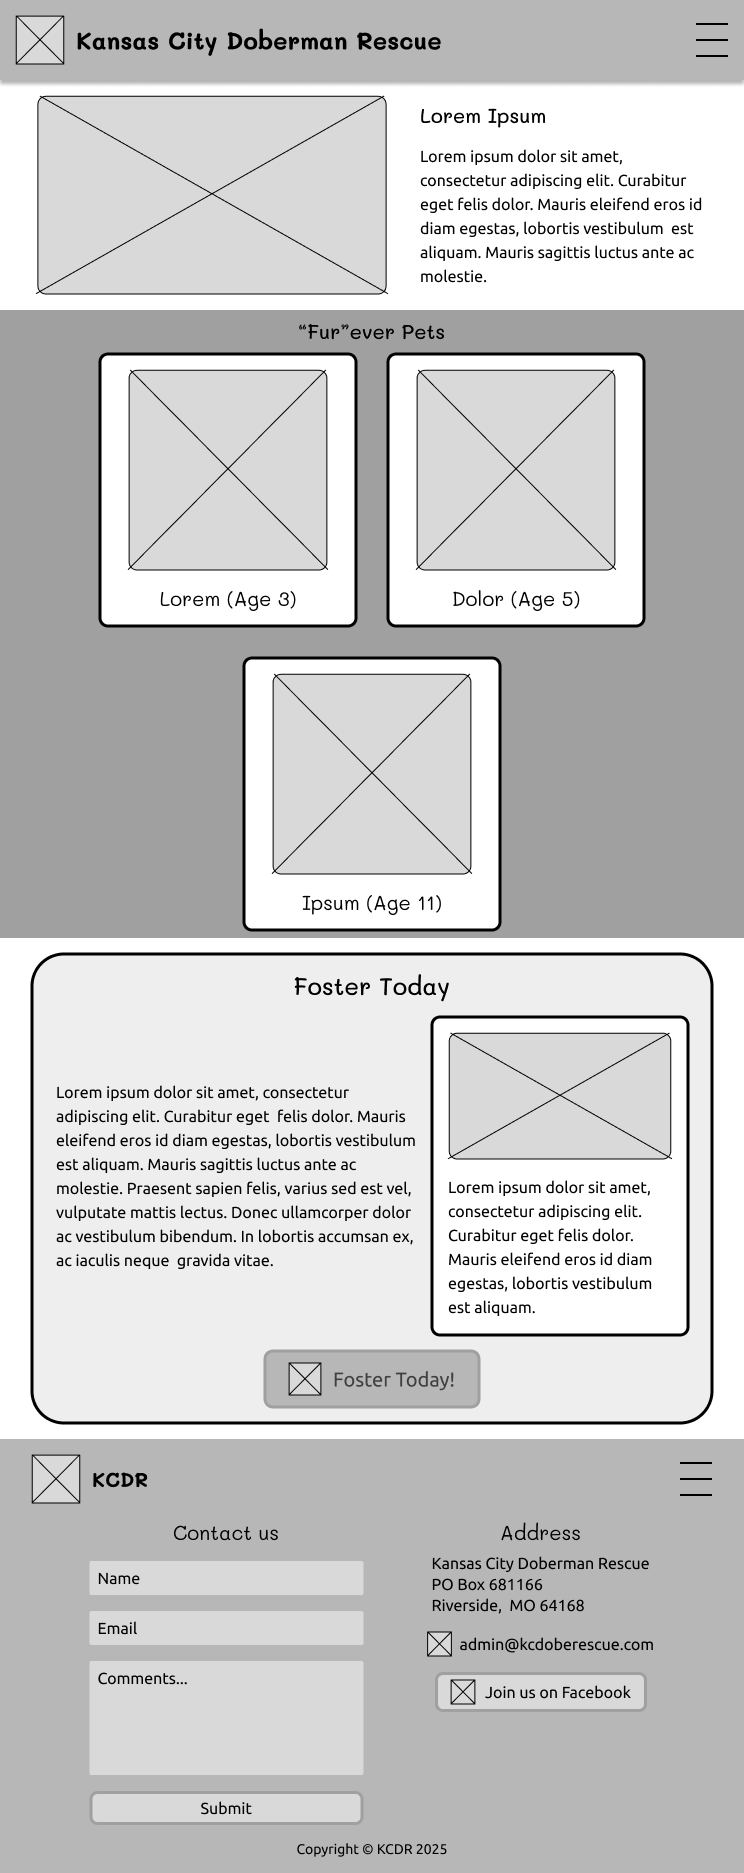 Kansas City Doberman Rescue
Lorem Ipsum
Lorem ipsum dolor sit amet,
consectetur adipiscing elit. Curabitur
eget felis dolor. Mauris eleifend eros id
diam egestas, lobortis vestibulum  est
aliquam. Mauris sagittis luctus ante ac
molestie.
“Fur”ever Pets
Lorem (Age 3)
Dolor (Age 5)
Ipsum (Age 11)
Foster Today
Lorem ipsum dolor sit amet, consectetur
adipiscing elit. Curabitur eget  felis dolor. Mauris
eleifend eros id diam egestas, lobortis vestibulum
est aliquam. Mauris sagittis luctus ante ac
molestie. Praesent sapien felis, varius sed est vel,
vulputate mattis lectus. Donec ullamcorper dolor
ac vestibulum bibendum. In lobortis accumsan ex,
ac iaculis neque  gravida vitae.
Lorem ipsum dolor sit amet,
consectetur adipiscing elit.
Curabitur eget felis dolor.
Mauris eleifend eros id diam
egestas, lobortis vestibulum
est aliquam.
Foster Today!
KCDR
Contact us
Name
Email
Comments...
Submit
Address
Kansas City Doberman Rescue
PO Box 681166
Riverside,  MO 64168
admin@kcdoberescue.com
Join us on Facebook
Copyright © KCDR 2025